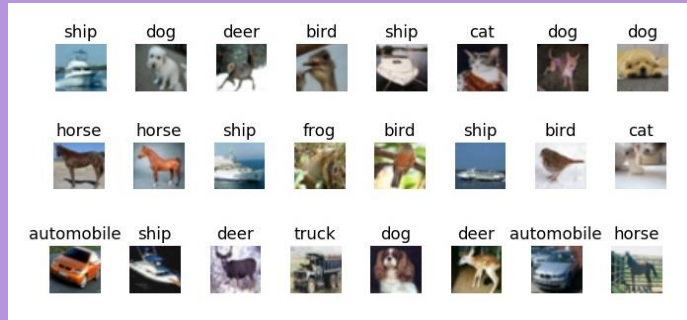 ship dog deer bird ship cat dog dog
horse horse ship frog bird ship bird cat
automobile ship deer truck dog deer automobile horse